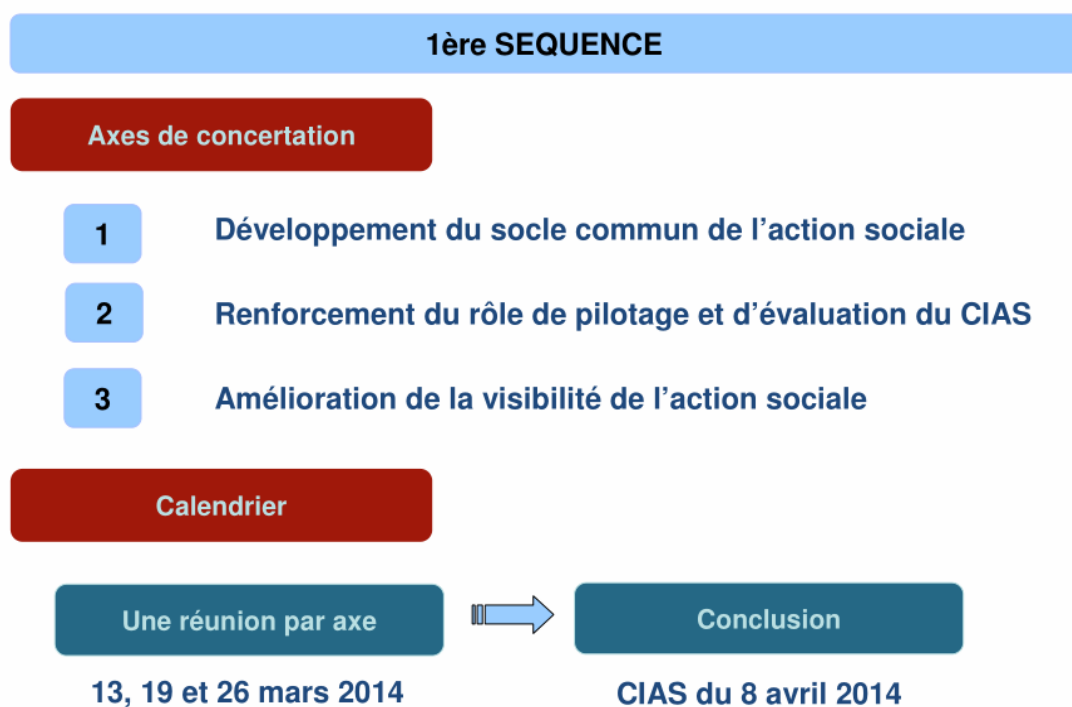 1ère SEQUENCE
Axes de concertation
1 Développement du socle commun de l’action sociale
2 Renforcement du rôle de pilotage et d’évaluation du CIAS
3 Amélioration de la visibilité de l’action sociale
Calendrier
Une réunion par axe
Conclusion
13, 19 et 26 mars 2014
CIAS du 8 avril 2014